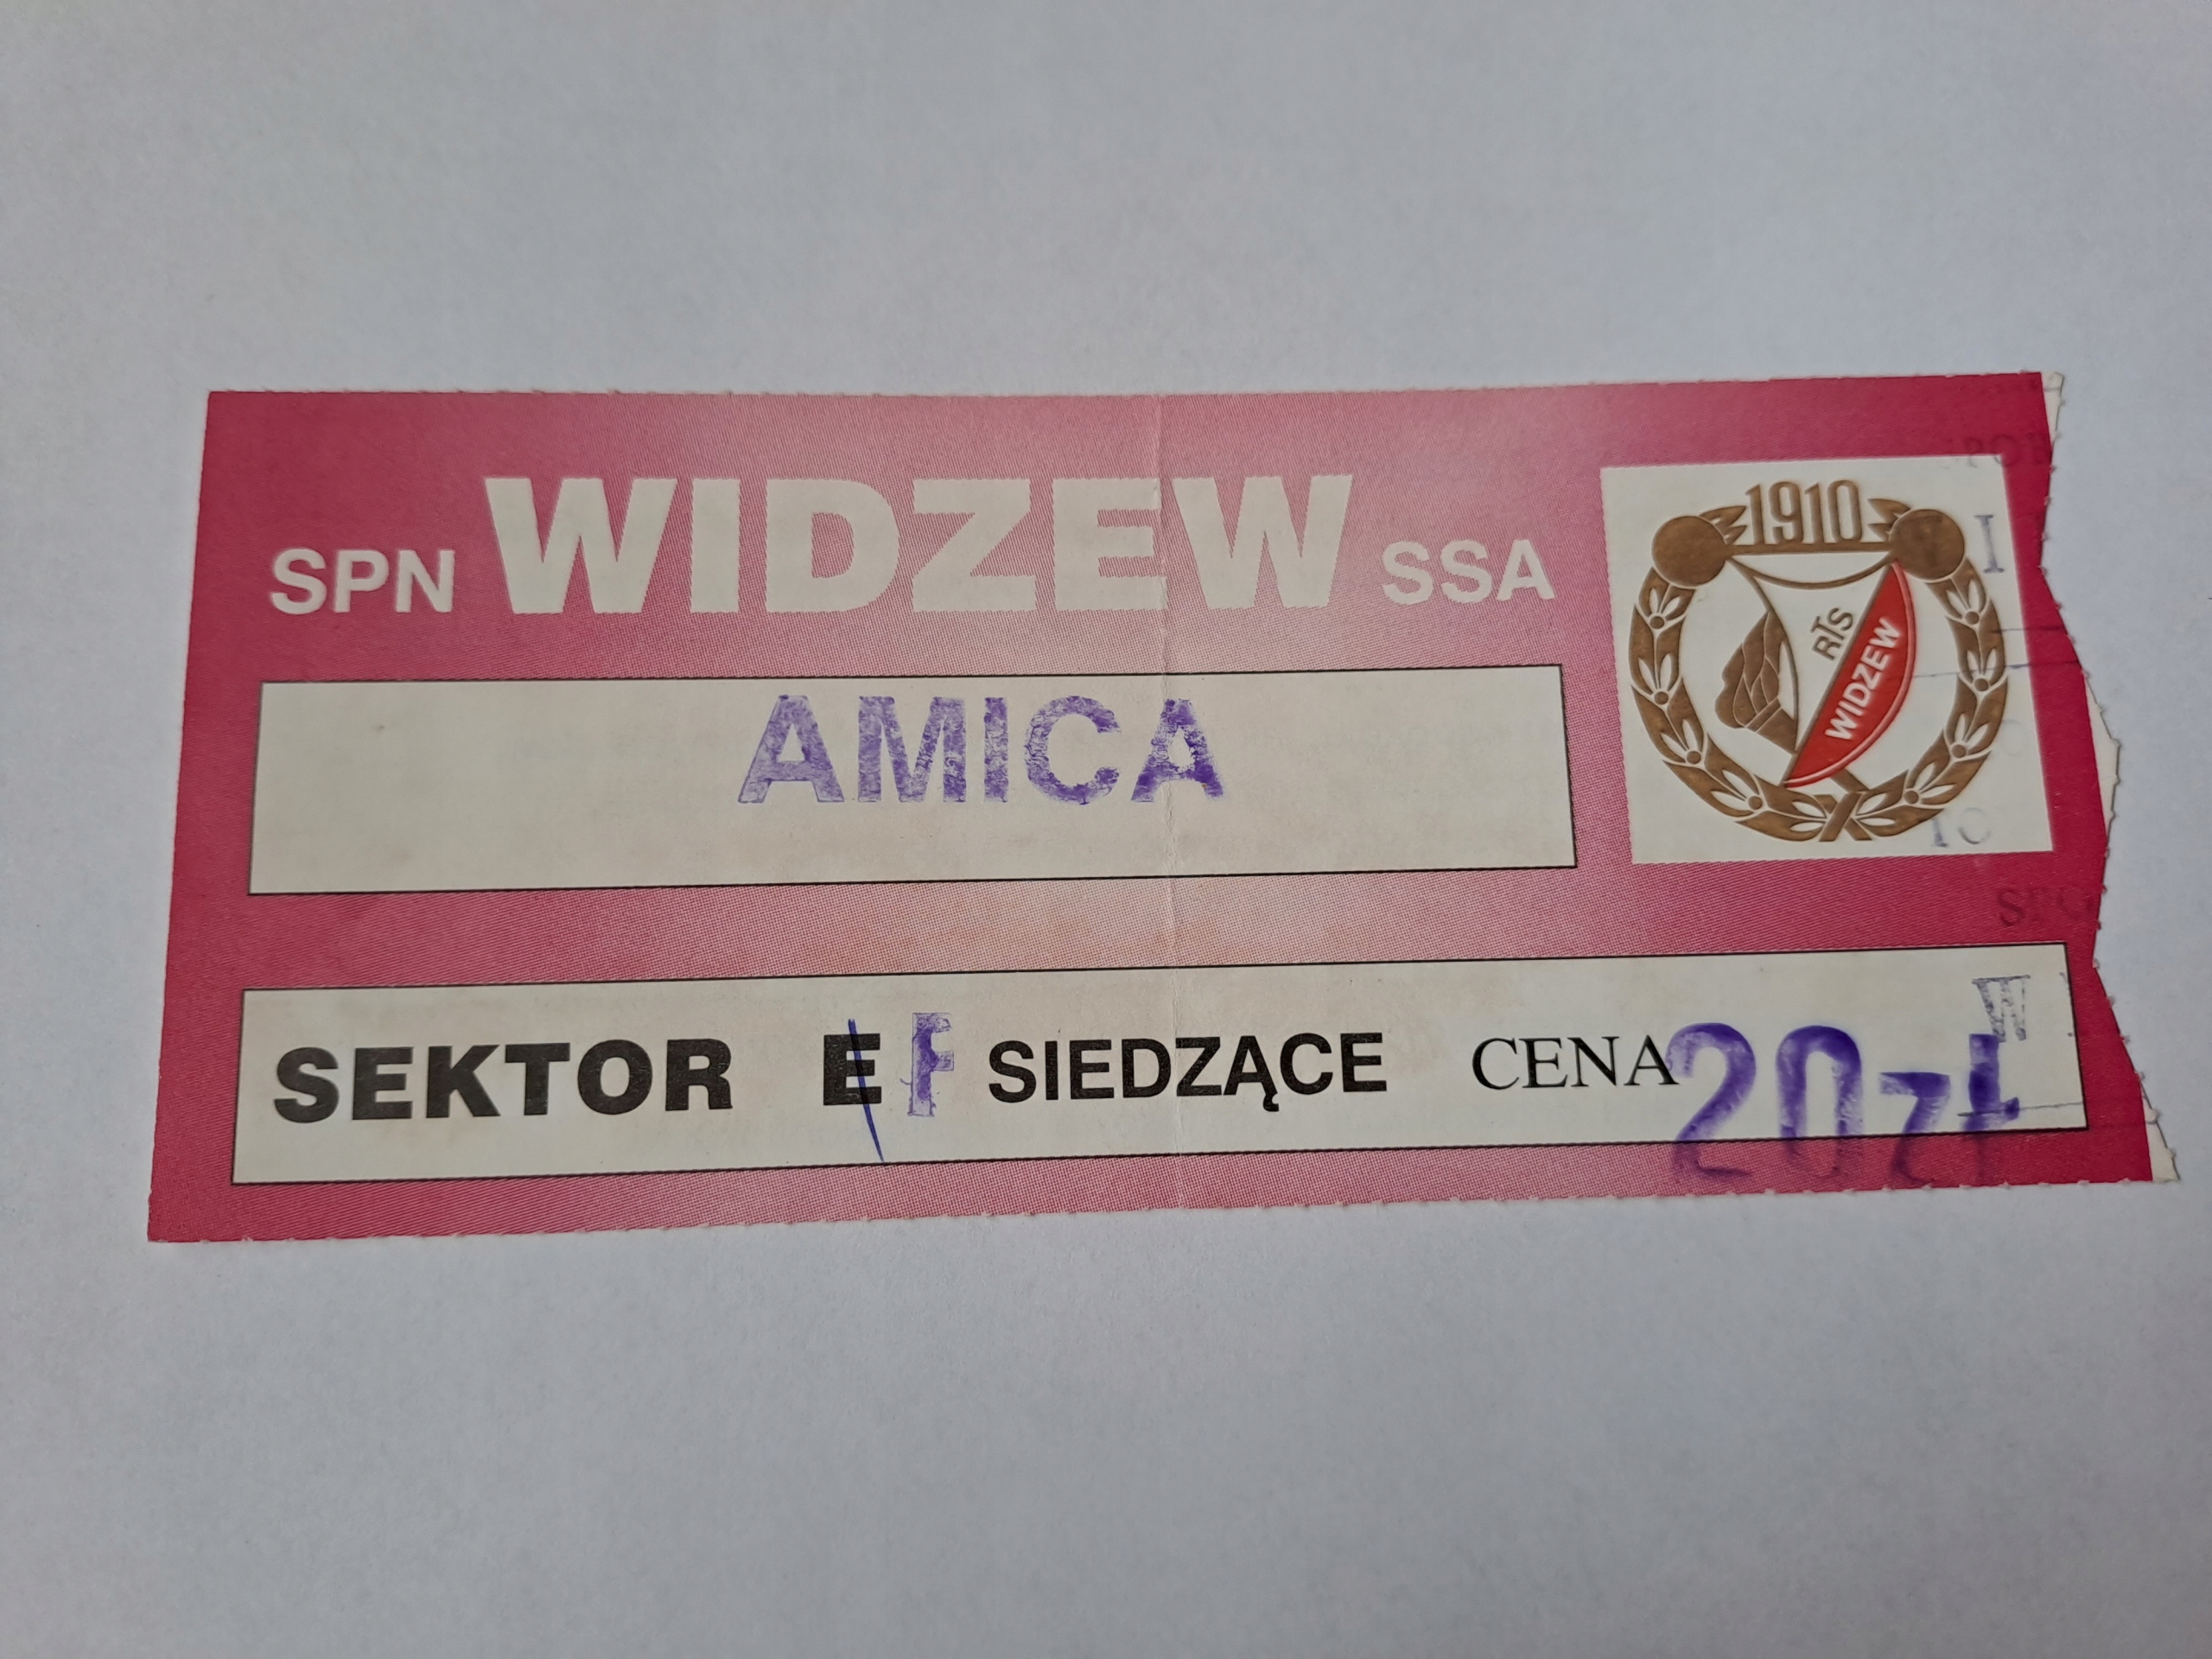 SPN WIDZEW SSA
1910
RTS
WIDZEW
AMICA
SEKTOR E F SIEDZĄCE CENA 20zł